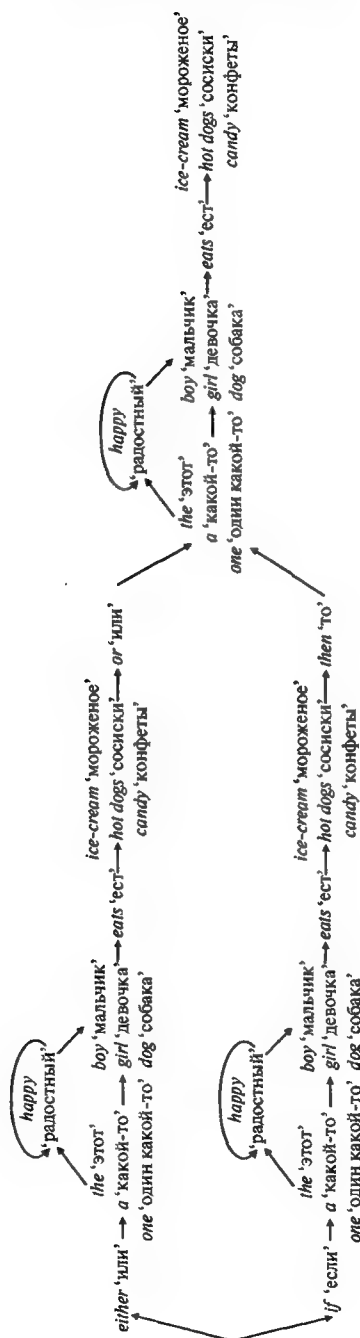 happy
'радостный'
the 'этот' boy 'мальчик' ice-cream 'мороженое'
either 'или' a 'какой-то' girl 'девочка' eats 'ест' hot dogs 'сосиски' or 'или'
one 'один какой-то' dog 'собака' candy 'конфеты'
happy
'радостный'
the 'этот' boy 'мальчик' ice-cream 'мороженое'
if 'если' a 'какой-то' girl 'девочка' eats 'ест' hot dogs 'сосиски' then 'то'
one 'один какой-то' dog 'собака' candy 'конфеты'
happy
'радостный'
the 'этот' boy 'мальчик' ice-cream 'мороженое'
a 'какой-то' girl 'девочка' eats 'ест' hot dogs 'сосиски'
one 'один какой-то' dog 'собака' candy 'конфеты'